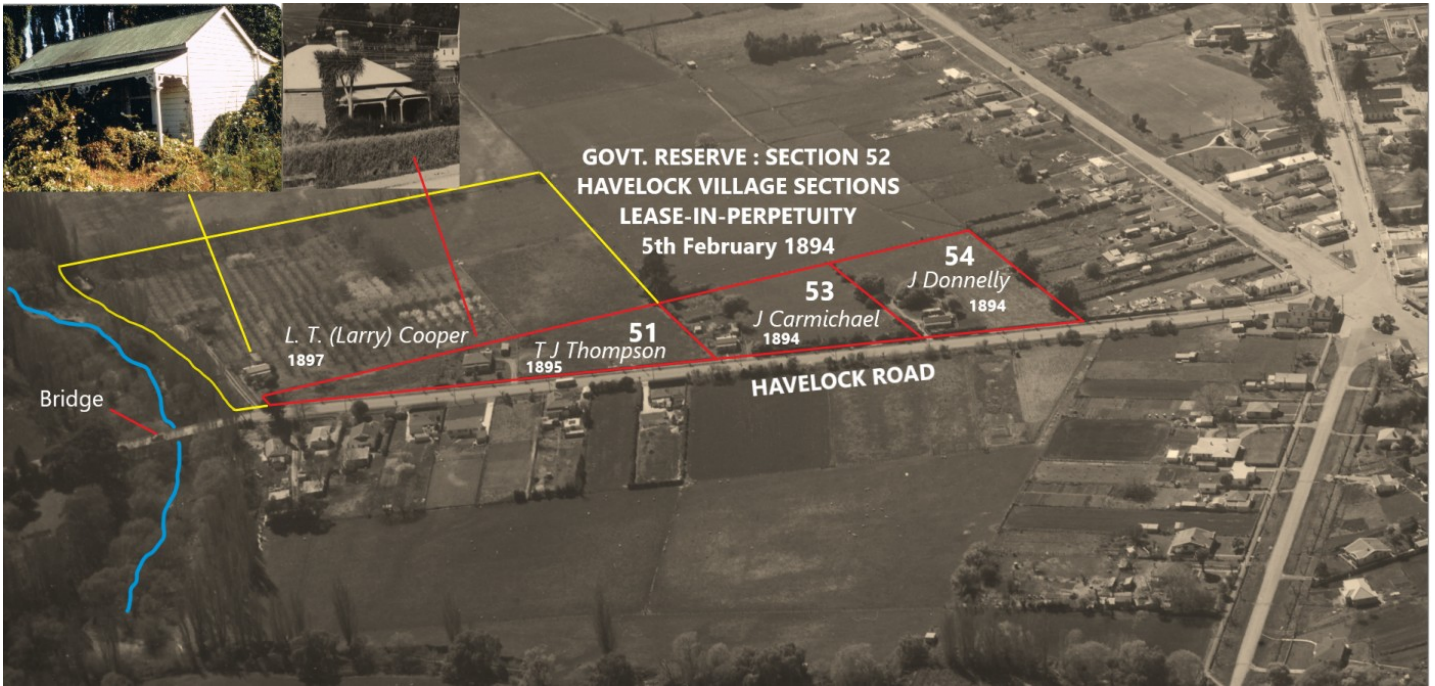 GOVT. RESERVE : SECTION 52
HAVELOCK VILLAGE SECTIONS
LEASE-IN-PERPETUITY
5th February 1894
54
J Donnelly
1894
53
J Carmichael
1894
51
T J Thompson
1895
L. T. (Larry) Cooper
1897
HAVELOCK ROAD
Bridge